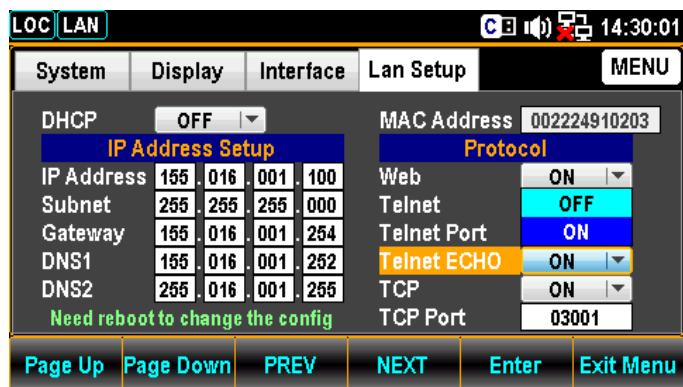 LOC LAN C 14:30:01
System Display Interface Lan Setup MENU
DHCP OFF
IP Address Setup
IP Address 155 . 016 . 001 . 100
Subnet 255 . 255 . 255 . 000
Gateway 155 . 016 . 001 . 254
DNS1 155 . 016 . 001 . 252
DNS2 255 . 016 . 001 . 255
Need reboot to change the config
MAC Address 002224910203
Protocol
Web ON
Telnet OFF
Telnet Port ON
Telnet ECHO ON
TCP ON
TCP Port 03001
Page Up Page Down PREV NEXT Enter Exit Menu